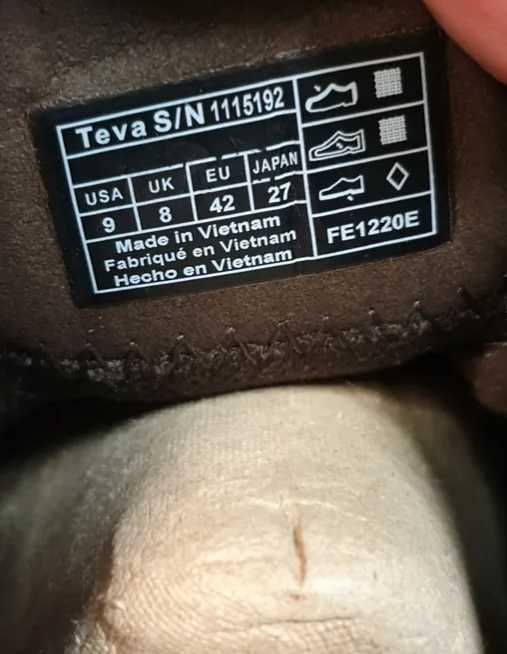 Teva S/N 1115192
USA UK EU JAPAN
9 8 42 27
Made in Vietnam
Fabriqué en Vietnam
Hecho en Vietnam
FE1220E